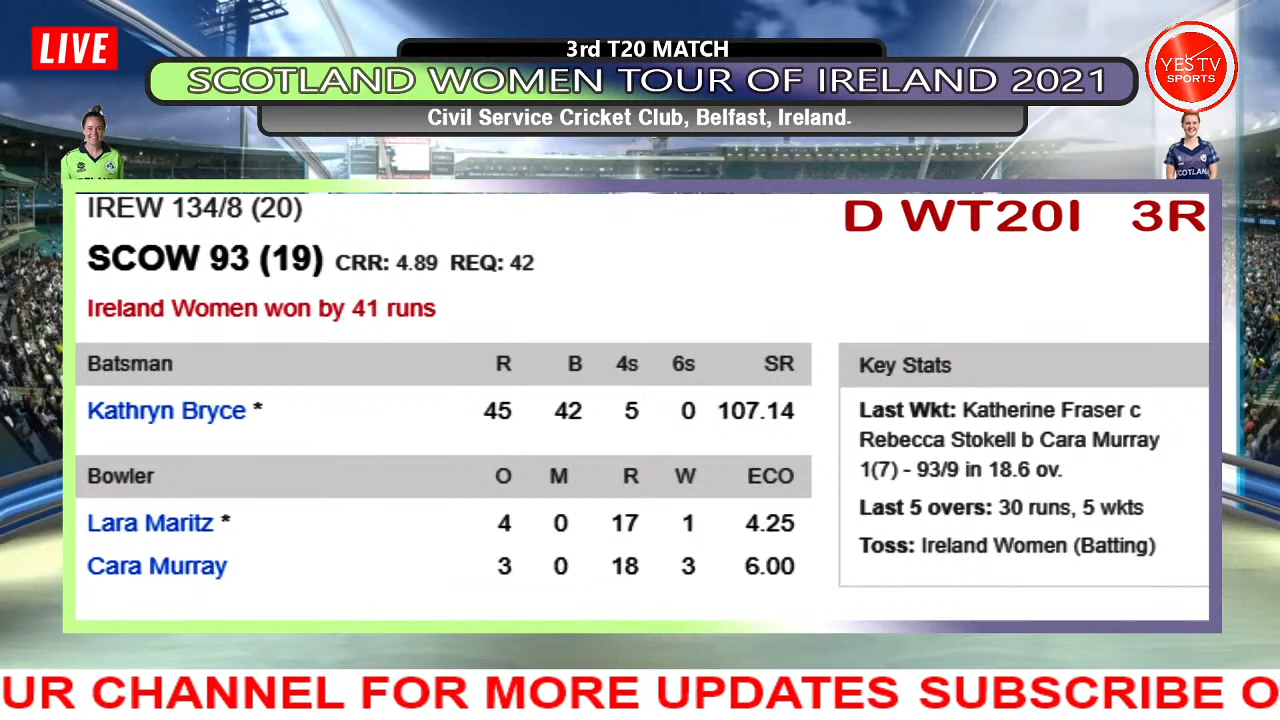 LIVE
3rd T20 MATCH
SCOTLAND WOMEN TOUR OF IRELAND 2021
YES TV
SPORTS
Civil Service Cricket Club, Belfast, Ireland.
IREW 134/8 (20)
D WT20I 3R
SCOW 93 (19) CRR: 4.89 REQ: 42
Ireland Women won by 41 runs
Batsman R B 4s 6s SR
Kathryn Bryce * 45 42 5 0 107.14
Bowler O M R W ECO
Lara Maritz * 4 0 17 1 4.25
Cara Murray 3 0 18 3 6.00
Key Stats
Last Wkt: Katherine Fraser c
Rebecca Stokell b Cara Murray
1(7) - 93/9 in 18.6 ov.
Last 5 overs: 30 runs, 5 wkts
Toss: Ireland Women (Batting)
UR CHANNEL FOR MORE UPDATES SUBSCRIBE O